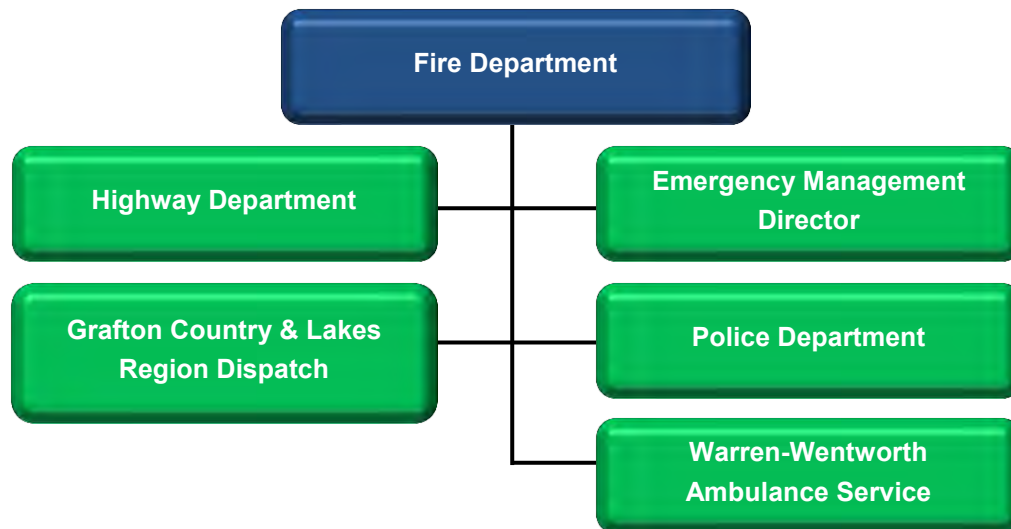 Fire Department
Highway Department
Emergency Management
Director
Grafton Country & Lakes
Region Dispatch
Police Department
Warren-Wentworth
Ambulance Service